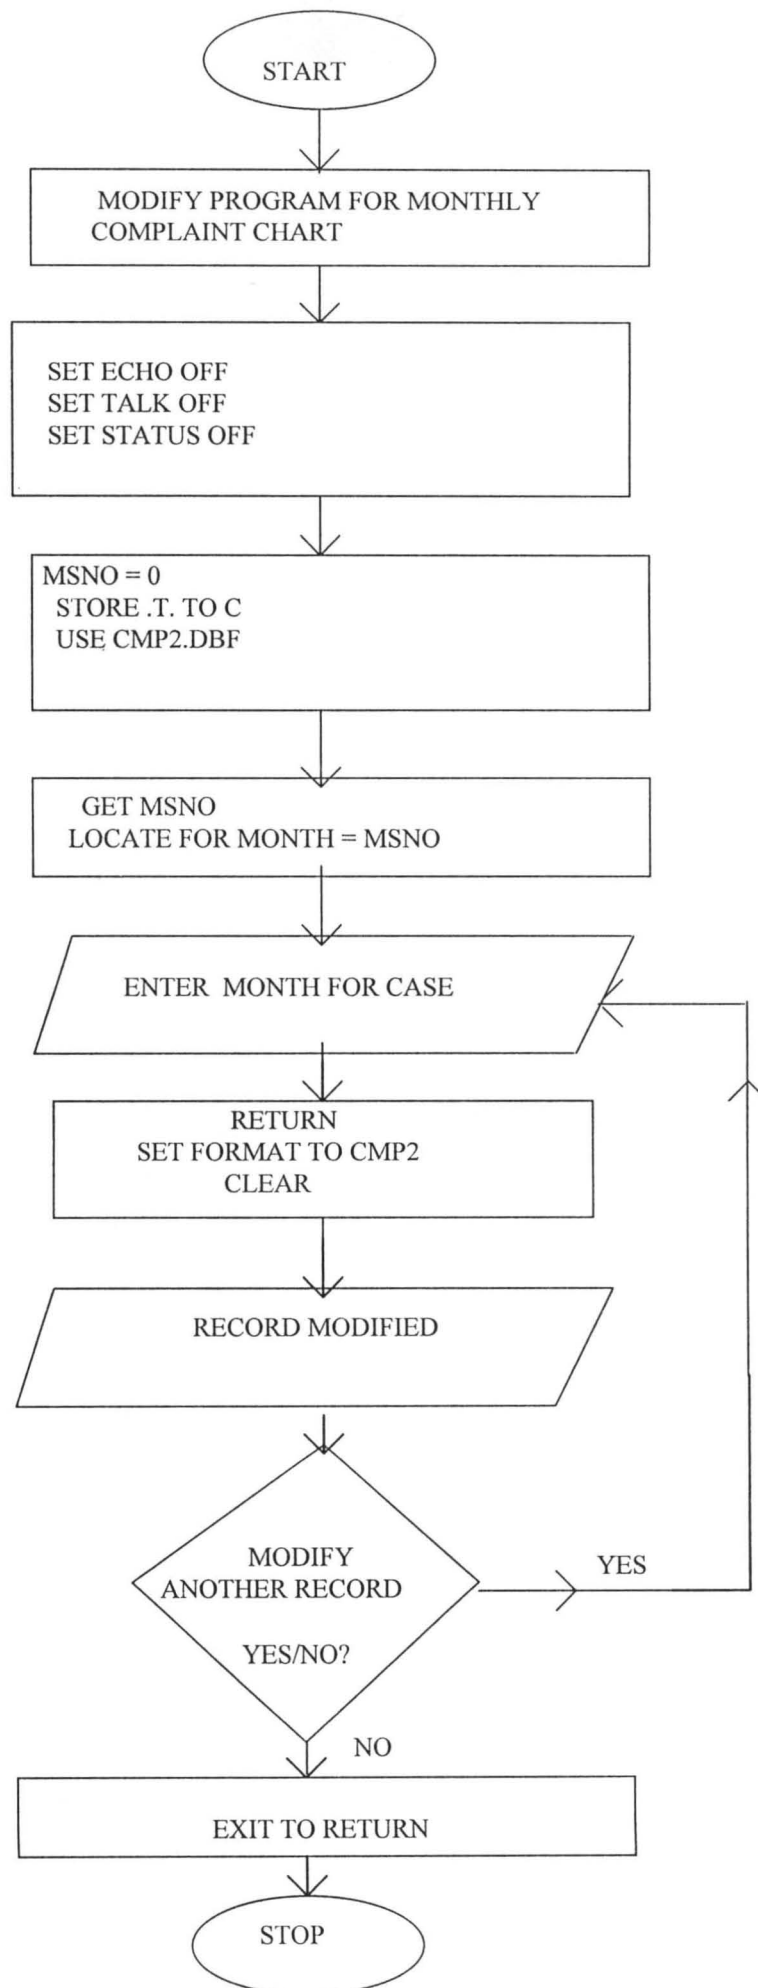 START
MODIFY PROGRAM FOR MONTHLY
COMPLAINT CHART
SET ECHO OFF
SET TALK OFF
SET STATUS OFF
MSNO = 0
STORE .T. TO C
USE CMP2.DBF
GET MSNO
LOCATE FOR MONTH = MSNO
ENTER MONTH FOR CASE
RETURN
SET FORMAT TO CMP2
CLEAR
RECORD MODIFIED
MODIFY
ANOTHER RECORD
YES/NO?
YES
NO
EXIT TO RETURN
STOP